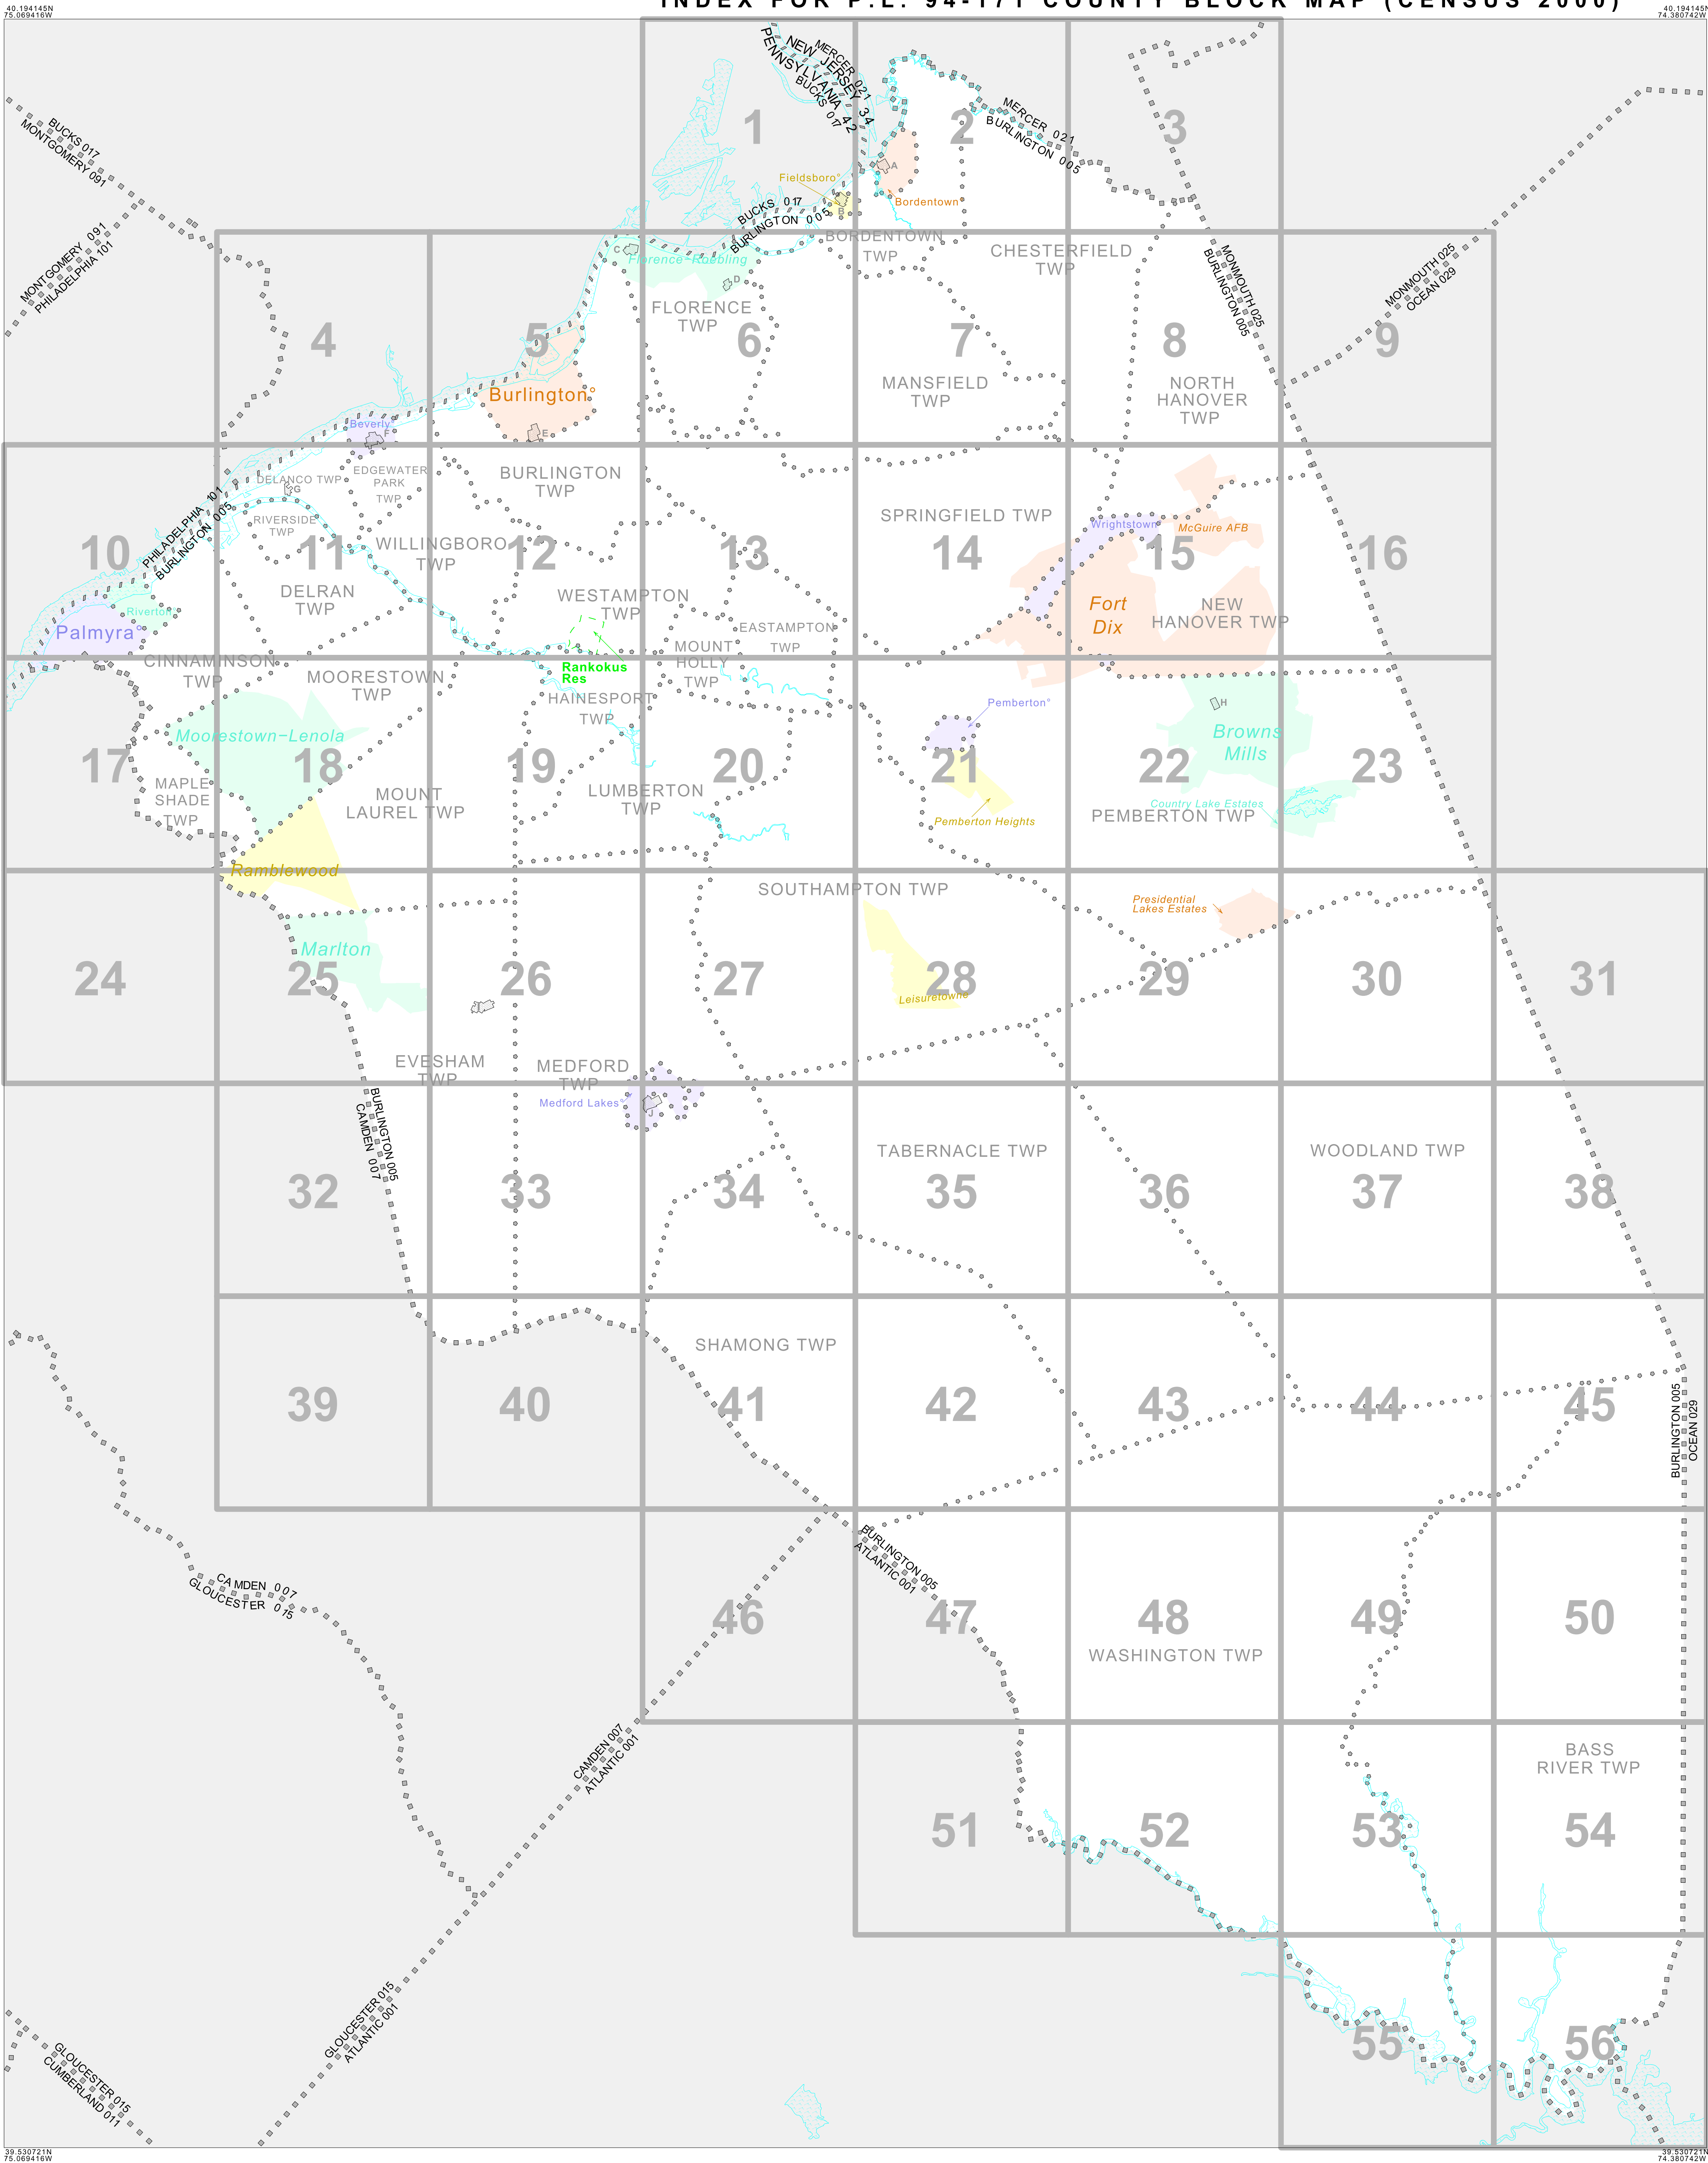 INDEX FOR P.L. 94-171 COUNTY BLOCK MAP (CENSUS 2000)
40.194145N
75.069416W
40.194145N
74.380742W
MERCER 021
NEW JERSEY 34
PENNSYLVANIA 42
BUCKS 017
1
2
3
MERCER 021
BURLINGTON 005
BUCKS 017
MONTGOMERY 091
A
Fieldsboro°
B
Bordentown
BUCKS 017
BURLINGTON 005
MONTGOMERY 091
PHILADELPHIA 101
BORDENTOWN
TWP
CHESTERFIELD
TWP
MONMOUTH 025
BURLINGTON 005
MONMOUTH 025
OCEAN 029
C
Florence-Roebling
D
FLORENCE
TWP
4
5
6
7
8
9
MANSFIELD
TWP
NORTH
HANOVER
TWP
Burlington°
Beverly
F
E
EDGEWATER
PARK
TWP
DELANCO TWP
G
BURLINGTON
TWP
PHILADELPHIA 101
BURLINGTON 005
RIVERSIDE
TWP
SPRINGFIELD TWP
Wrightstown
McGuire AFB
WILLINGBORO
TWP
10
11
12
13
14
15
16
DELRAN
TWP
WESTAMPTON
TWP
Fort
Dix
NEW
HANOVER TWP
Riverton°
Palmyra°
EASTAMPTON
TWP
MOUNT
HOLLY
TWP
Rankokus
Res
CINNAMINSON
TWP
MOORESTOWN
TWP
HAINESPORT
TWP
Pemberton°
H
Moorestown-Lenola
Browns
Mills
17
18
19
20
21
22
23
MAPLE
SHADE
TWP
MOUNT
LAUREL TWP
LUMBERTON
TWP
Country Lake Estates
PEMBERTON TWP
Pemberton Heights
Ramblewood
SOUTHAMPTON TWP
Presidential
Lakes Estates
Marlton
24
25
26
27
28
29
30
31
Leisuretowne
EVESHAM
TWP
MEDFORD
TWP
Medford Lakes°
J
BURLINGTON 005
CAMDEN 007
TABERNACLE TWP
WOODLAND TWP
32
33
34
35
36
37
38
SHAMONG TWP
39
40
41
42
43
44
45
BURLINGTON 005
OCEAN 029
BURLINGTON 005
ATLANTIC 001
CAMDEN 007
GLOUCESTER 015
46
47
48
49
50
WASHINGTON TWP
CAMDEN 007
ATLANTIC 001
BASS
RIVER TWP
51
52
53
54
GLOUCESTER 015
ATLANTIC 001
55
56
GLOUCESTER 015
CUMBERLAND 011
39.530721N
75.069416W
39.530721N
74.380742W